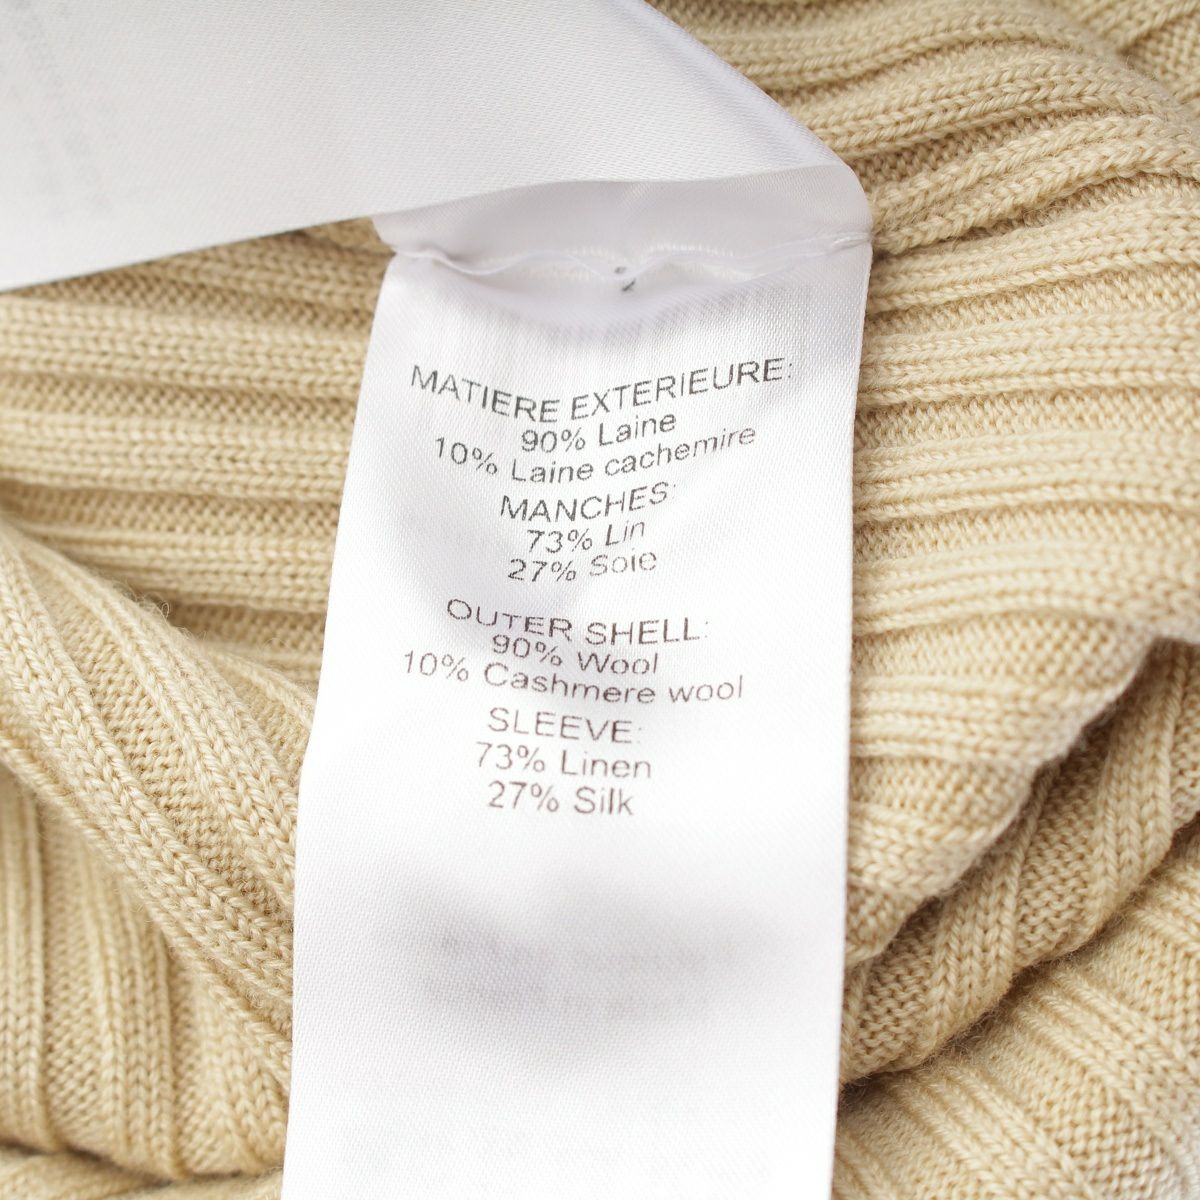 MATIERE EXTERIEURE:
90% Laine
10% Laine cachemire
MANCHES:
73% Lin
27% Soie
OUTER SHELL:
90% Wool
10% Cashmere wool
SLEEVE:
73% Linen
27% Silk